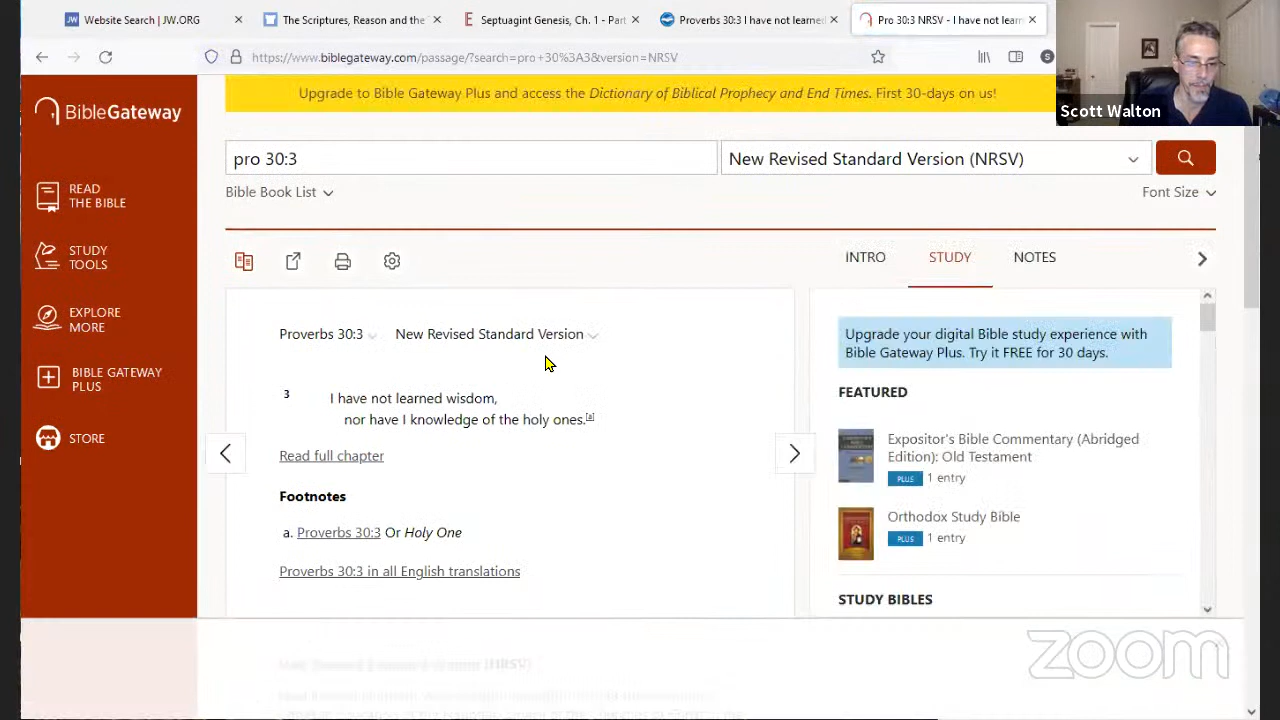 Website Search | JW.ORG
The Scriptures, Reason and the
Septuagint Genesis, Ch. 1 - Part
Proverbs 30:3 I have not learned
Pro 30:3 NRSV - I have not learn
https://www.biblegateway.com/passage/?search=pro+30%3A3&version=NRSV
S
Scott Walton
BibleGateway
Upgrade to Bible Gateway Plus and access the Dictionary of Biblical Prophecy and End Times. First 30-days on us!
pro 30:3
New Revised Standard Version (NRSV)
Bible Book List
Font Size
READ
THE BIBLE
STUDY
TOOLS
EXPLORE
MORE
BIBLE GATEWAY
PLUS
STORE
INTRO
STUDY
NOTES
Proverbs 30:3
New Revised Standard Version
3 I have not learned wisdom,
nor have I knowledge of the holy ones.[a]
Read full chapter
Footnotes
a. Proverbs 30:3 Or Holy One
Proverbs 30:3 in all English translations
Upgrade your digital Bible study experience with
Bible Gateway Plus. Try it FREE for 30 days.
FEATURED
Expositor's Bible Commentary (Abridged
Edition): Old Testament
PLUS 1 entry
Orthodox Study Bible
PLUS 1 entry
STUDY BIBLES
zoom